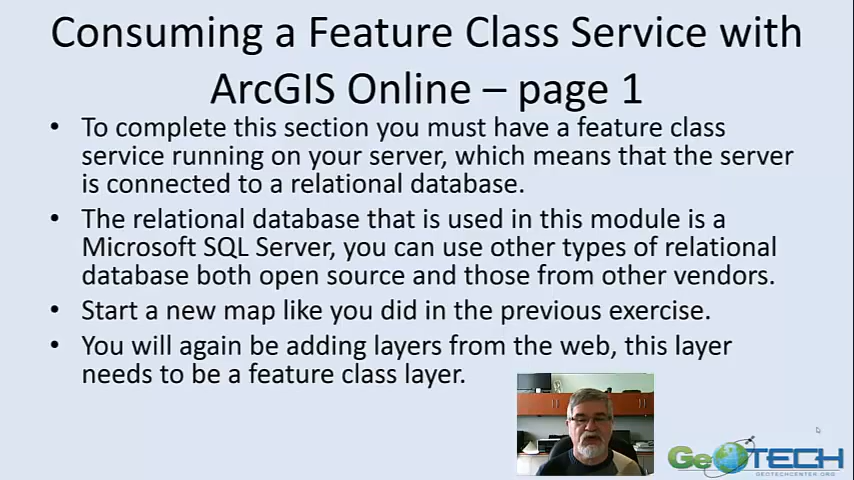 Consuming a Feature Class Service with
ArcGIS Online – page 1
• To complete this section you must have a feature class
service running on your server, which means that the server
is connected to a relational database.
• The relational database that is used in this module is a
Microsoft SQL Server, you can use other types of relational
database both open source and those from other vendors.
• Start a new map like you did in the previous exercise.
• You will again be adding layers from the web, this layer
needs to be a feature class layer.
GeoTECH
GEOTECHCENTER.ORG